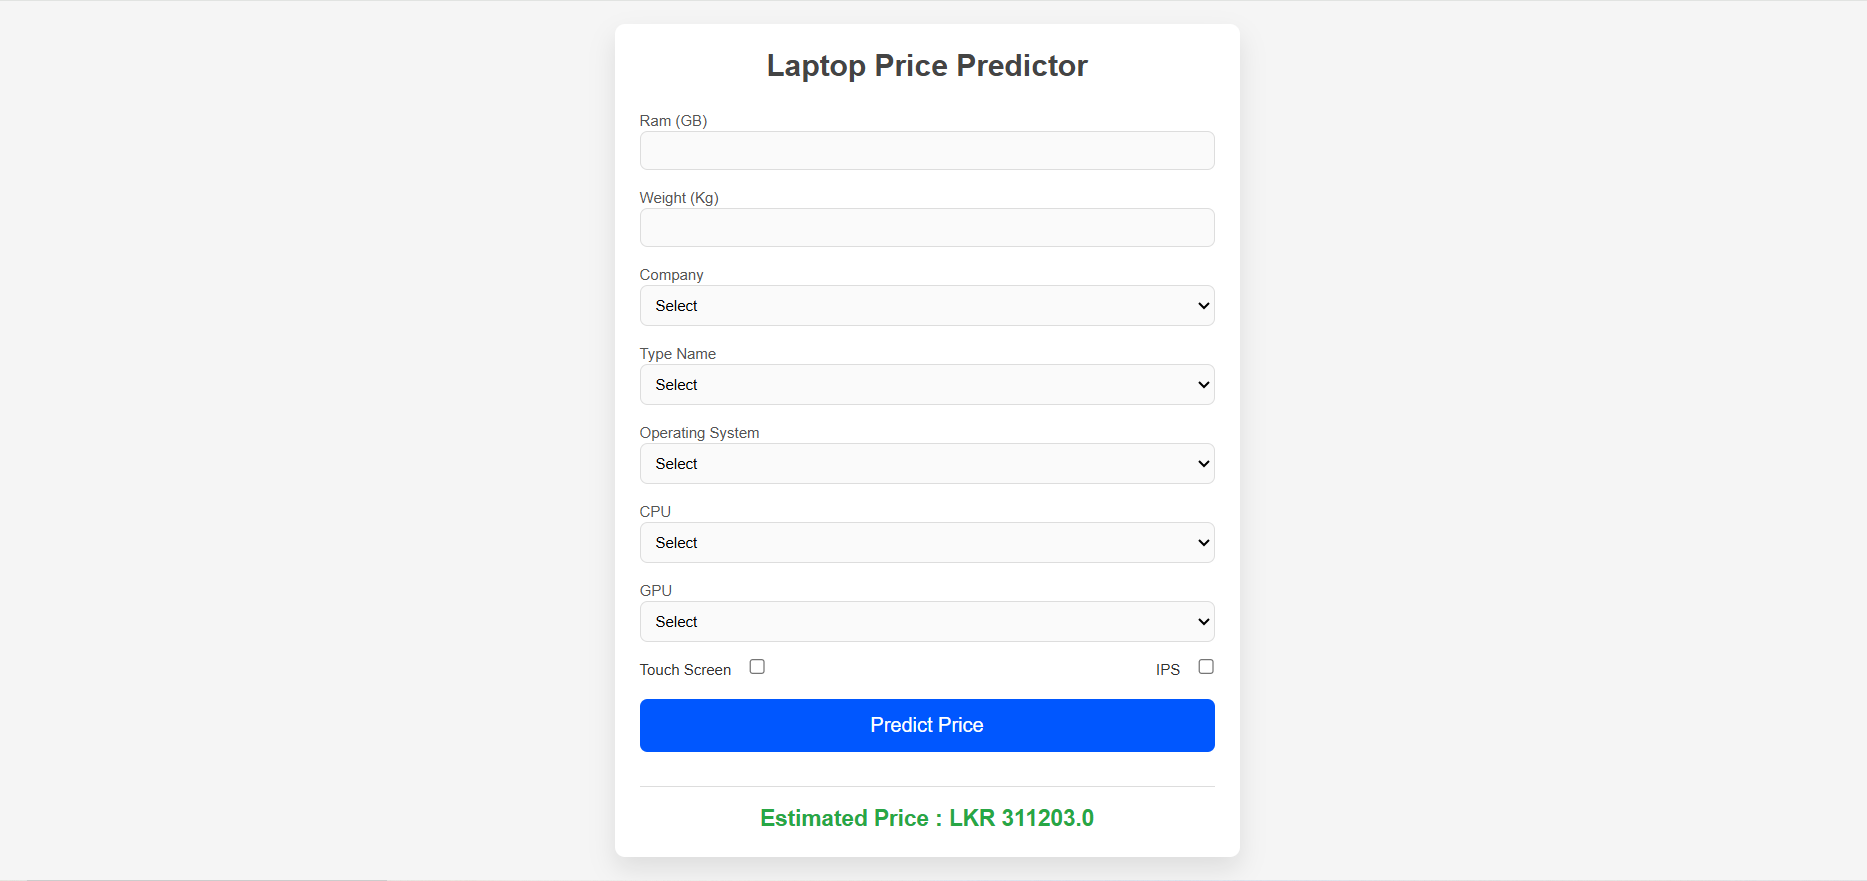 Laptop Price Predictor
Ram (GB)
Weight (Kg)
Company
Select
Type Name
Select
Operating System
Select
CPU
Select
GPU
Select
Touch Screen IPS
Predict Price
Estimated Price : LKR 311203.0